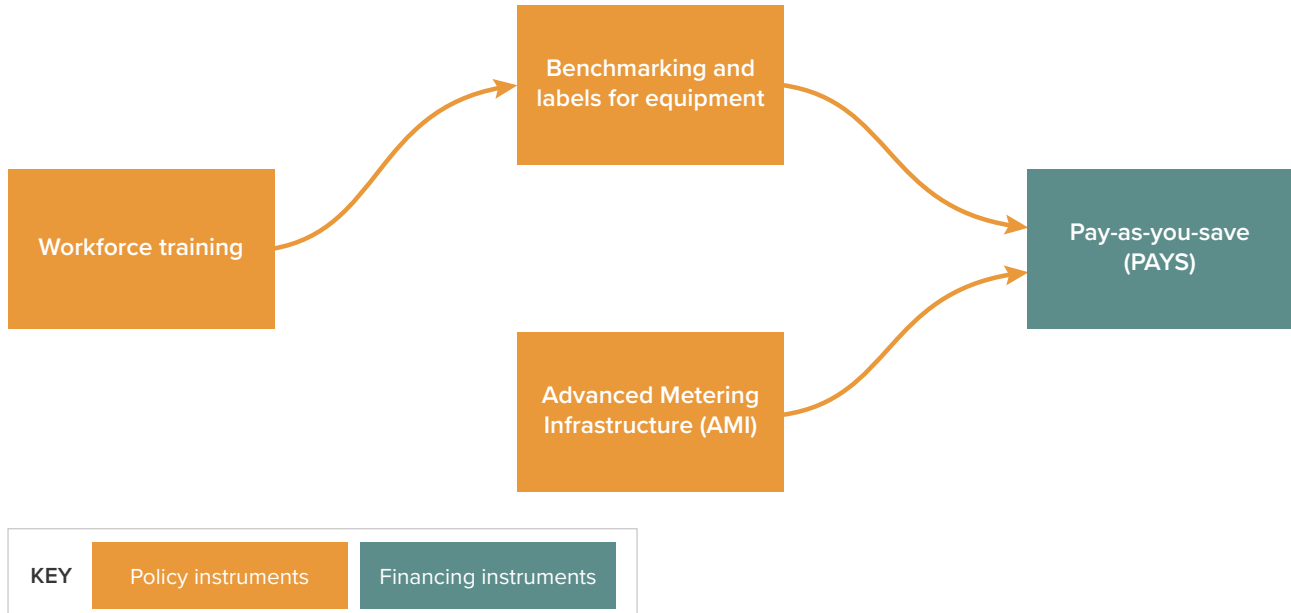 Benchmarking and
labels for equipment
Workforce training
Pay-as-you-save
(PAYS)
Advanced Metering
Infrastructure (AMI)
KEY
Policy instruments
Financing instruments